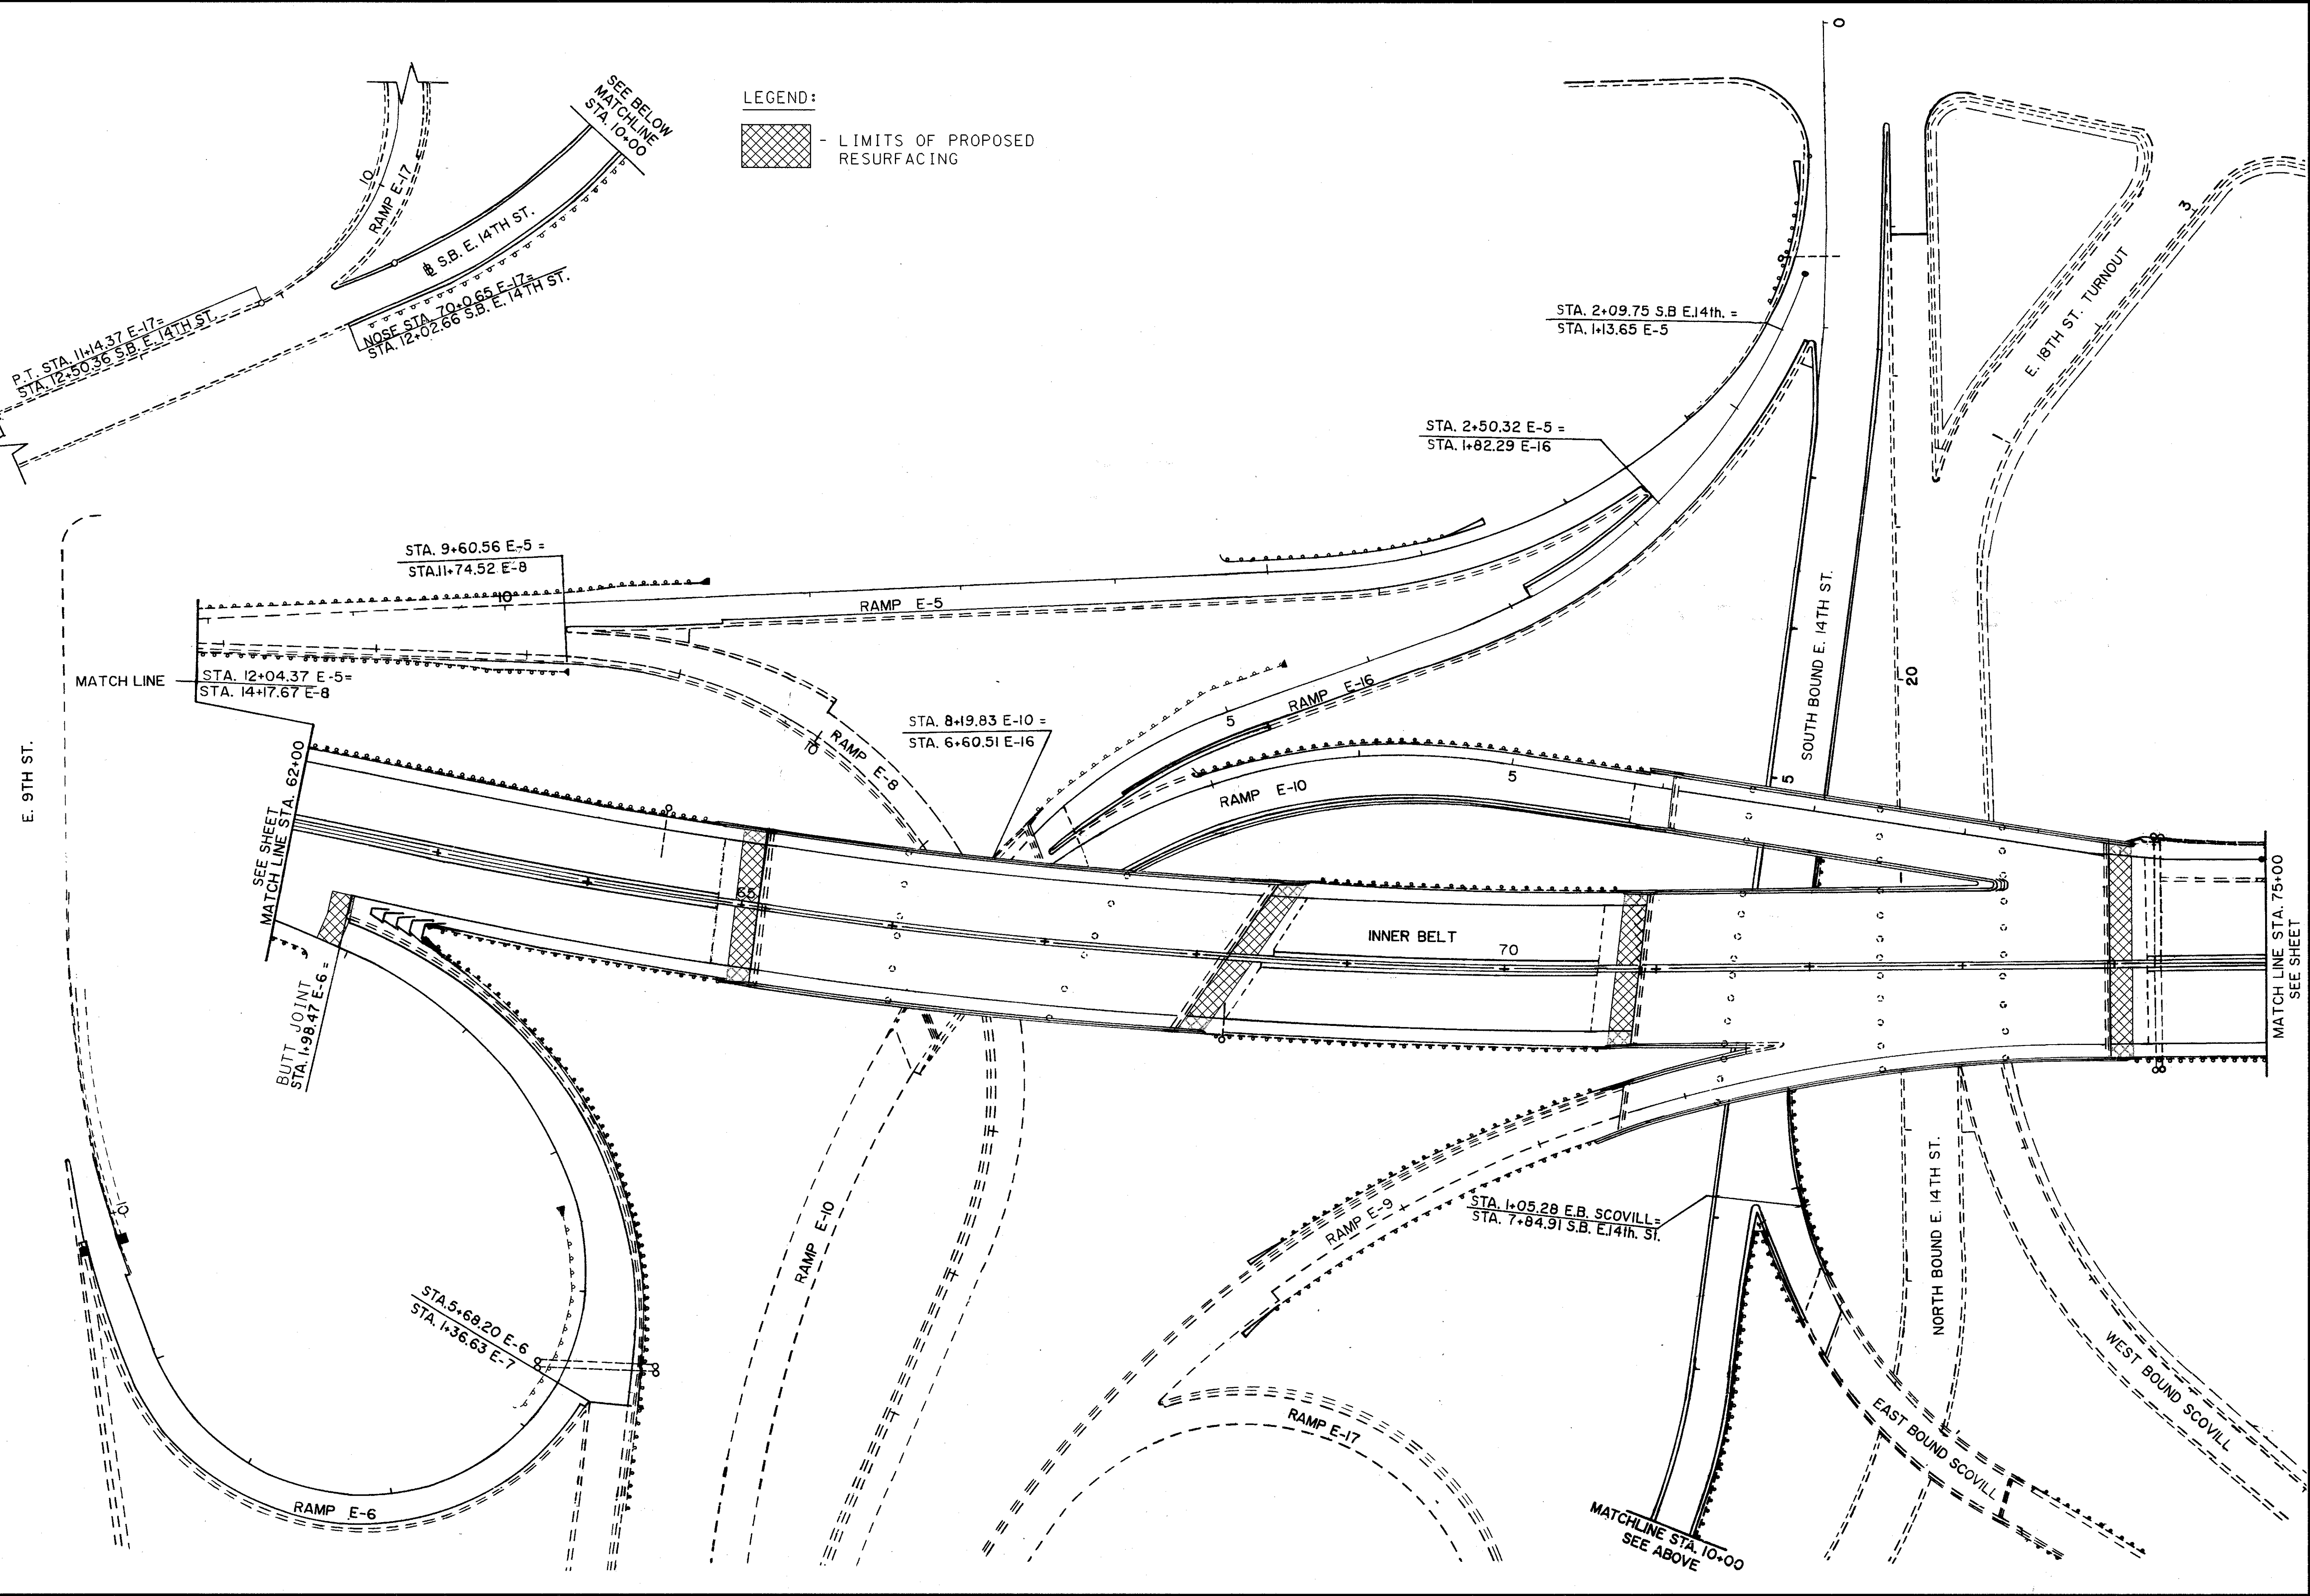 0
SEE BELOW
MATCHLINE
STA. 10+00
LEGEND:
- LIMITS OF PROPOSED
RESURFACING
10
RAMP E-17
℄ S.B. E. 14TH ST.
NOSE STA. 70+0.65 E-17=
STA. 12+02.66 S.B. E. 14TH ST.
P.T. STA. 11+14.37 E-17=
STA. 12+50.36 S.B. E. 14TH ST.
3
E. 18TH ST. TURNOUT
STA. 2+09.75 S.B E.14th. =
STA. 1+13.65 E-5
STA. 2+50.32 E-5 =
STA. 1+82.29 E-16
STA. 9+60.56 E-5 =
STA.11+74.52 E-8
10
RAMP E-5
MATCH LINE
STA. 12+04.37 E-5=
STA. 14+17.67 E-8
SOUTH BOUND E. 14TH ST.
20
5
RAMP E-16
5
STA. 8+19.83 E-10 =
STA. 6+60.51 E-16
RAMP E-8
10
RAMP E-10
5
E. 9TH ST.
SEE SHEET
MATCH LINE STA. 62+00
65
INNER BELT
70
MATCH LINE STA. 75+00
SEE SHEET
BUTT JOINT
STA. 1+98.47 E-6 =
10
RAMP E-10
RAMP E-9
STA. 1+05.28 E.B. SCOVILL=
STA. 7+84.91 S.B. E.14th. St.
NORTH BOUND E. 14TH ST.
STA.5+68.20 E-6
STA. 1+36.63 E-7
WEST BOUND SCOVILL
EAST BOUND SCOVILL
RAMP E-17
RAMP E-6
MATCHLINE STA. 10+00
SEE ABOVE